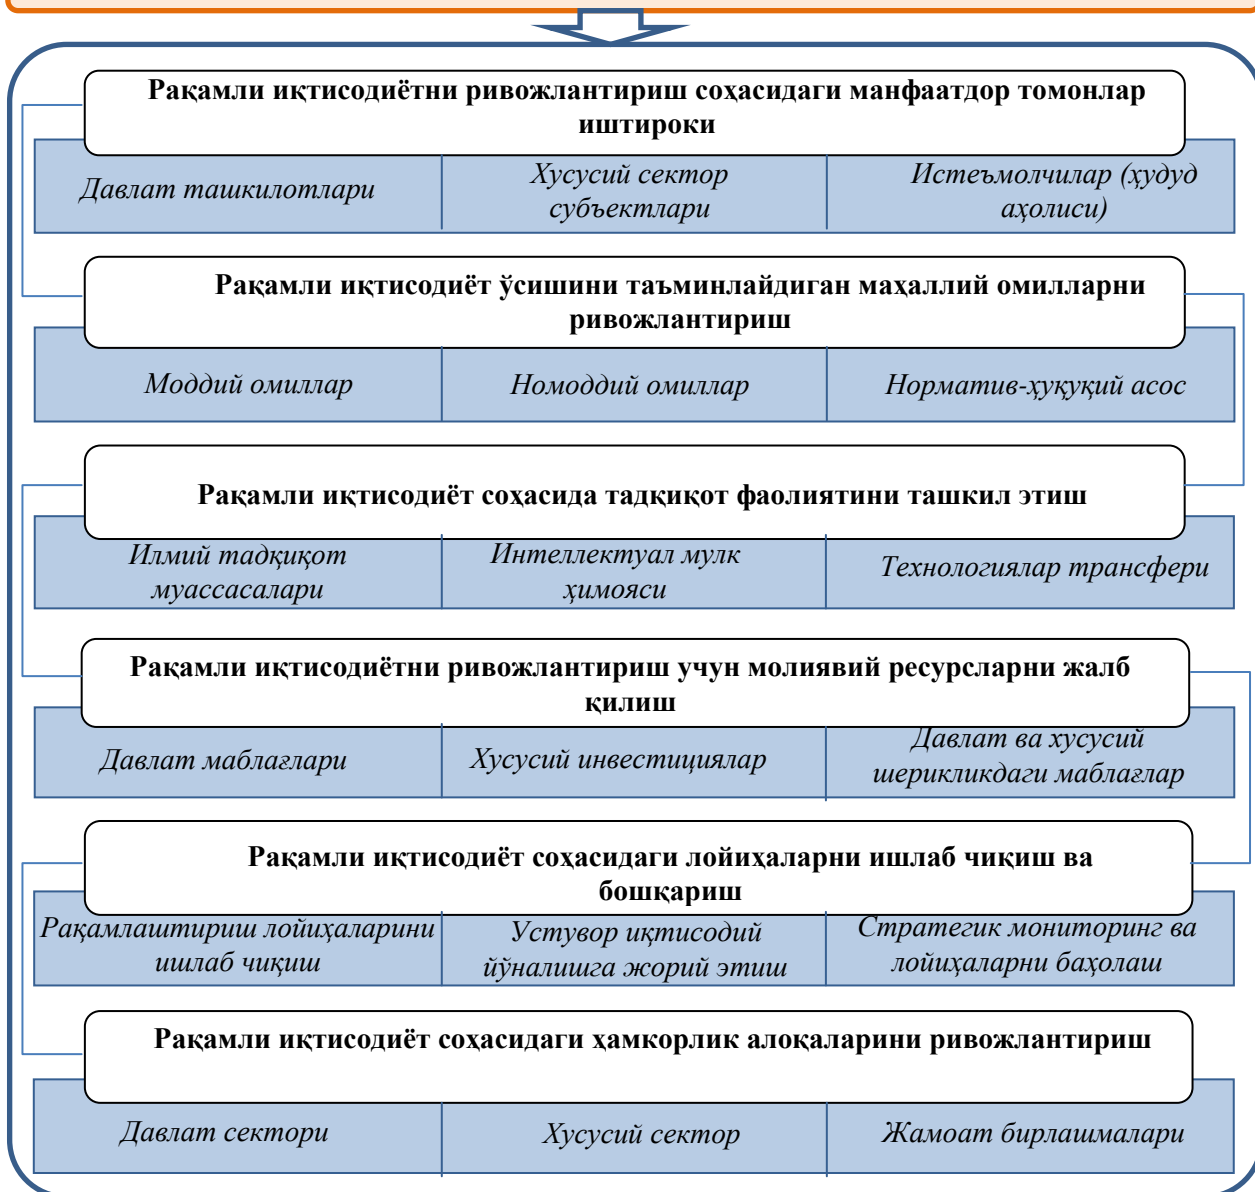 Рақамли иқтисодиётни ривожлантириш соҳасидаги манфаатдор томонлар
иштироки
Давлат ташкилотлари
Хусусий сектор
субъектлари
Истеъмолчилар (ҳудуд
аҳолиси)
Рақамли иқтисодиёт ўсишини таъминлайдиган маҳаллий омилларни
ривожлантириш
Моддий омиллар
Номоддий омиллар
Норматив-ҳуқуқий асос
Рақамли иқтисодиёт соҳасида тадқиқот фаолиятини ташкил этиш
Илмий тадқиқот
муассасалари
Интеллектуал мулк
ҳимояси
Технологиялар трансфери
Рақамли иқтисодиётни ривожлантириш учун молиявий ресурсларни жалб
қилиш
Давлат маблағлари
Хусусий инвестициялар
Давлат ва хусусий
шерикликдаги маблағлар
Рақамли иқтисодиёт соҳасидаги лойиҳаларни ишлаб чиқиш ва
бошқариш
Рақамлаштириш лойиҳаларини
ишлаб чиқиш
Устувор иқтисодий
йўналишга жорий этиш
Стратегик мониторинг ва
лойиҳаларни баҳолаш
Рақамли иқтисодиёт соҳасидаги ҳамкорлик алоқаларини ривожлантириш
Давлат сектори
Хусусий сектор
Жамоат бирлашмалари